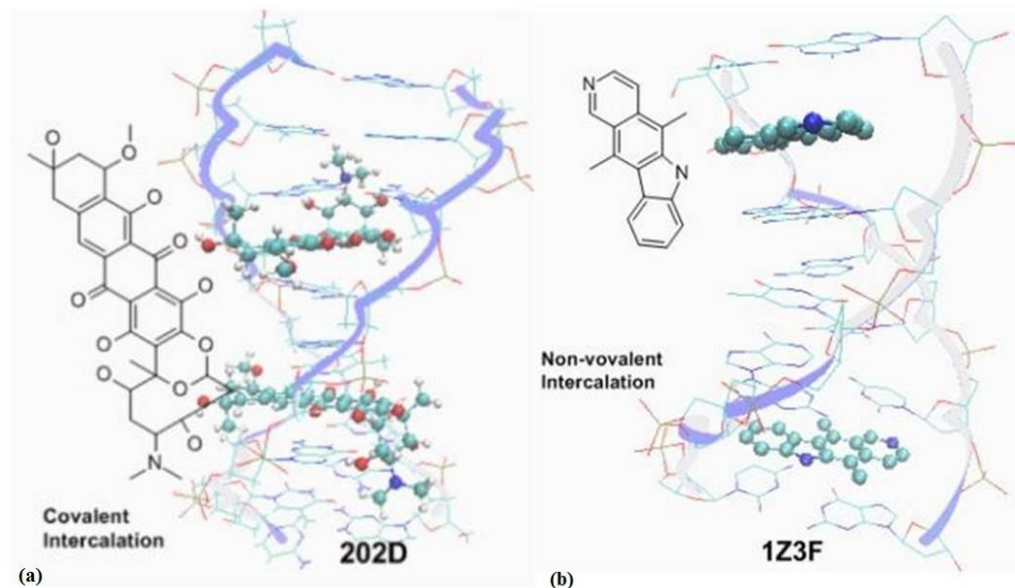 O
O
O
O
O
O
O
O
O
O
O
N
Covalent
Intercalation
202D
(a)
N
N
Non-vovalent
Intercalation
1Z3F
(b)